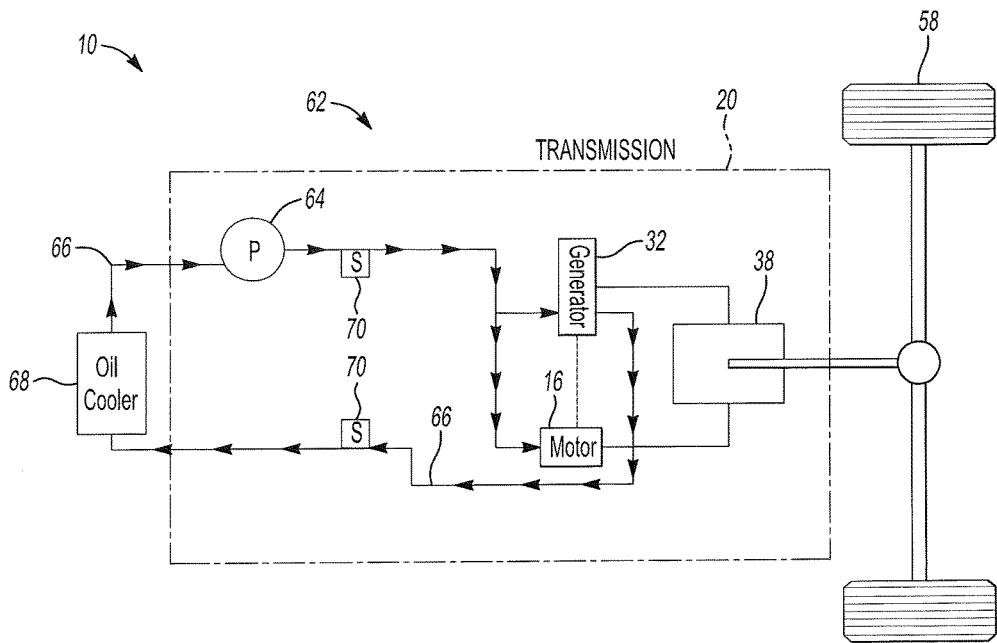 10
58
62
20
TRANSMISSION
64
66
P
32
S
Generator
38
70
70
Oil
Cooler
68
16
S
Motor
66